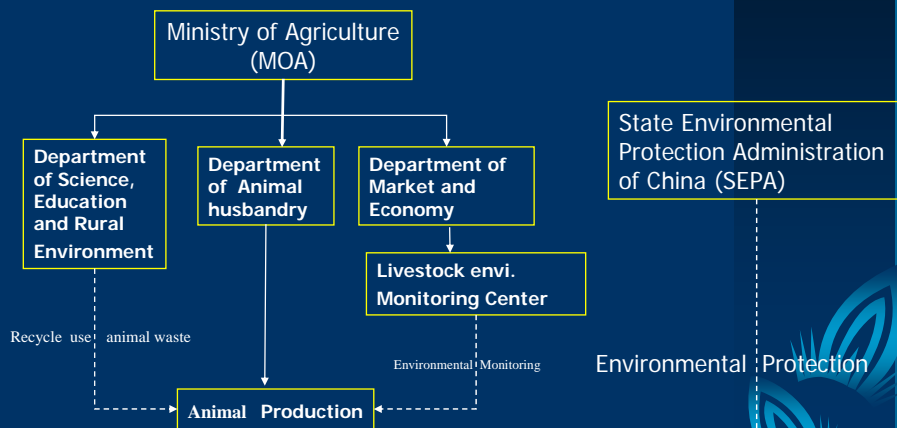 Ministry of Agriculture
(MOA)
State Environmental
Protection Administration
of China (SEPA)
Department
of Science,
Education
and Rural
Environment
Department
of Animal
husbandry
Department of
Market and
Economy
Livestock envi.
Monitoring Center
Recycle use animal waste
Environmental Monitoring
Environmental Protection
Animal Production